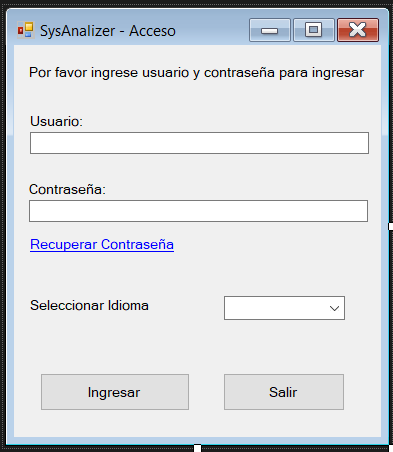 SysAnalizer - Acceso
Por favor ingrese usuario y contraseña para ingresar
Usuario:
Contraseña:
Recuperar Contraseña
Seleccionar Idioma
Ingresar Salir